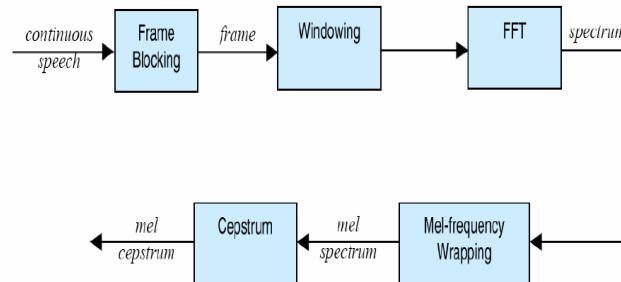 continuous
speech
Frame
Blocking
frame
Windowing
FFT
spectrum
mel
cepstrum
Cepstrum
mel
spectrum
Mel-frequency
Wrapping